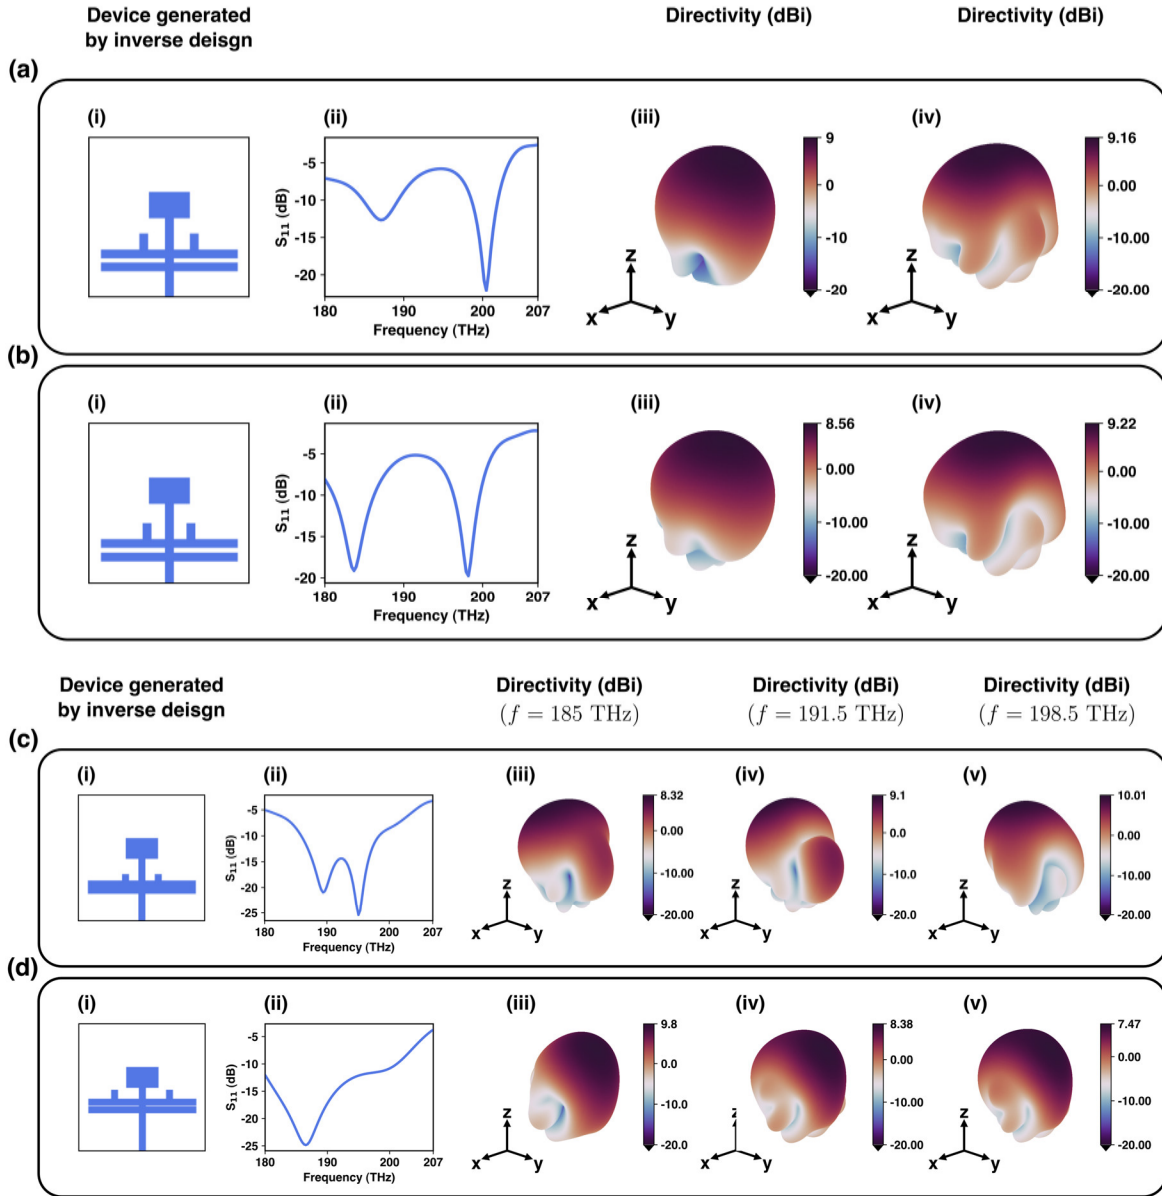 Device generated
by inverse deisgn
Directivity (dBi)
Directivity (dBi)
(a)
(i)
(ii)
(iii)
(iv)
S11 (dB)
-5
-10
-15
-20
180
190
200
207
Frequency (THz)
9
0
-10
-20
z
x
y
9.16
0.00
-10.00
-20.00
z
x
y
(b)
(i)
(ii)
(iii)
(iv)
S11 (dB)
-5
-10
-15
-20
180
190
200
207
Frequency (THz)
8.56
0.00
-10.00
-20.00
z
x
y
9.22
0.00
-10.00
-20.00
z
x
y
Device generated
by inverse deisgn
Directivity (dBi)
(f = 185 THz)
Directivity (dBi)
(f = 191.5 THz)
Directivity (dBi)
(f = 198.5 THz)
(c)
(i)
(ii)
(iii)
(iv)
(v)
S11 (dB)
-5
-10
-15
-20
-25
180
190
200
207
Frequency (THz)
8.32
0.00
-10.00
-20.00
z
x
y
9.1
0.0
-10.0
-20.0
z
x
y
10.01
0.00
-10.00
-20.00
z
x
y
(d)
(i)
(ii)
(iii)
(iv)
(v)
S11 (dB)
-5
-10
-15
-20
-25
180
190
200
207
Frequency (THz)
9.8
0.0
-10.0
-20.0
z
x
y
8.38
0.00
-10.00
-20.00
z
x
y
7.47
0.00
-10.00
-20.00
z
x
y